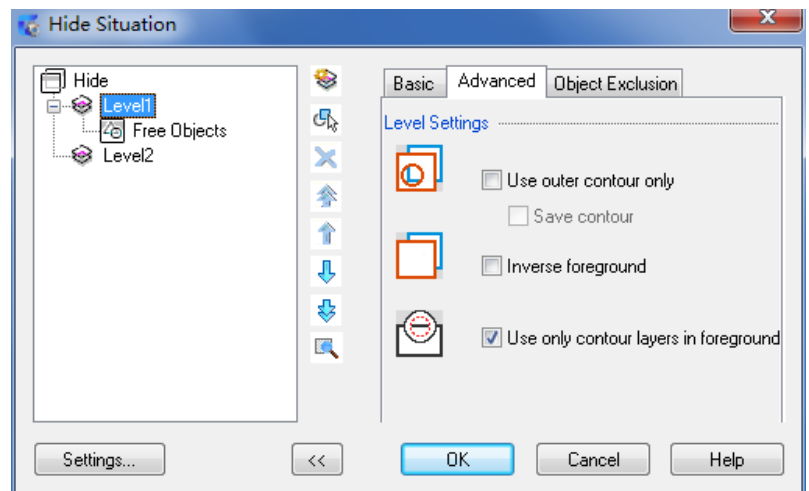 Hide Situation
Hide
Level1
Free Objects
Level2
Basic
Advanced
Object Exclusion
Level Settings
Use outer contour only
Save contour
Inverse foreground
Use only contour layers in foreground
Settings...
<<
OK
Cancel
Help